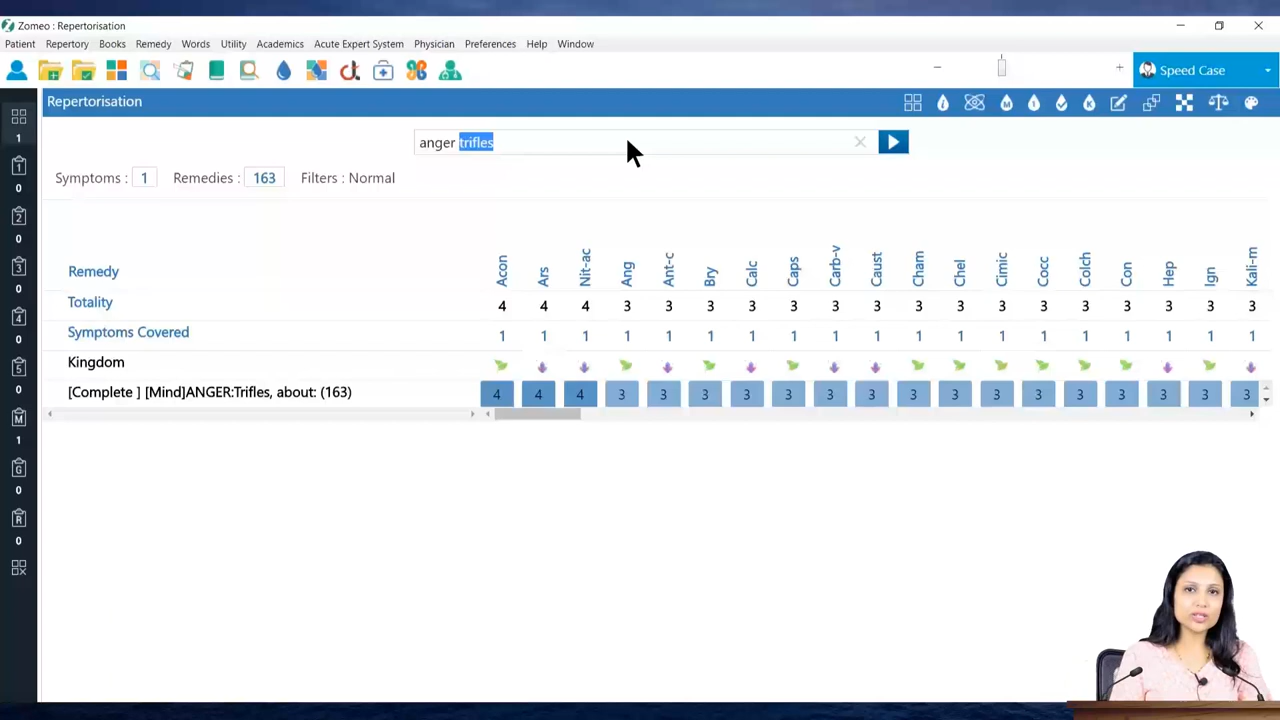 Zomeo : Repertorisation
Patient Repertory Books Remedy Words Utility Academics Acute Expert System Physician Preferences Help Window
Speed Case
Repertorisation
anger trifles
Symptoms : 1 Remedies : 163 Filters : Normal
Remedy Acon Ars Nit-ac Ang Ant-c Bry Calc Caps Carb-v Caust Cham Chel Cimic Cocc Colch Con Hep Ign Kali-m
Totality 4 4 4 3 3 3 3 3 3 3 3 3 3 3 3 3 3 3 3
Symptoms Covered 1 1 1 1 1 1 1 1 1 1 1 1 1 1 1 1 1 1 1
Kingdom
[Complete ] [Mind]ANGER:Trifles, about: (163) 4 4 4 3 3 3 3 3 3 3 3 3 3 3 3 3 3 3 3
1
1
0
2
0
3
0
4
0
5
0
M
1
G
0
R
0